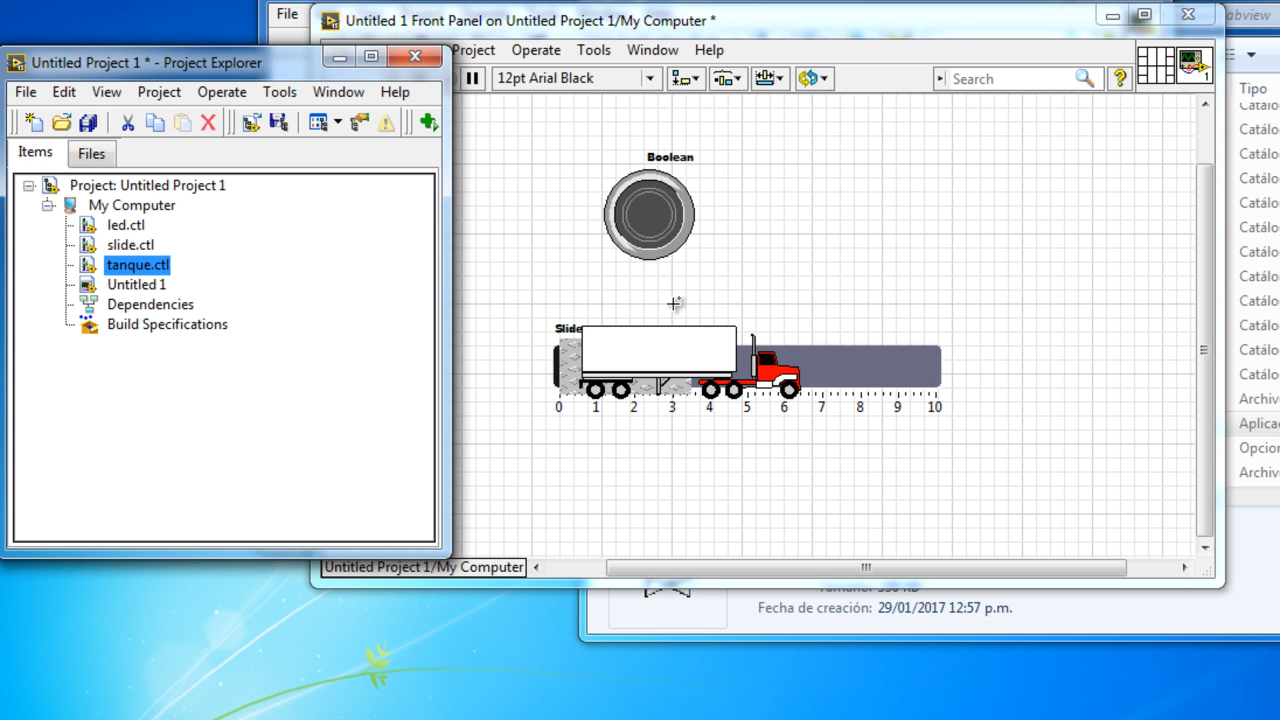 File
Untitled 1 Front Panel on Untitled Project 1/My Computer *
abview
Project Operate Tools Window Help
12pt Arial Black
Search
1
Untitled Project 1 * - Project Explorer
File Edit View Project Operate Tools Window Help
Items Files
Project: Untitled Project 1
My Computer
led.ctl
slide.ctl
tanque.ctl
Untitled 1
Dependencies
Build Specifications
Boolean
Slide
0 1 2 3 4 5 6 7 8 9 10
Untitled Project 1/My Computer
Tipo
Catálo
Catálo
Catálo
Catálo
Catálo
Catálo
Catálo
Catálo
Catálo
Catálo
Catálo
Catálo
Archiv
Aplica
Opcion
Archiv
Fecha de creación: 29/01/2017 12:57 p.m.